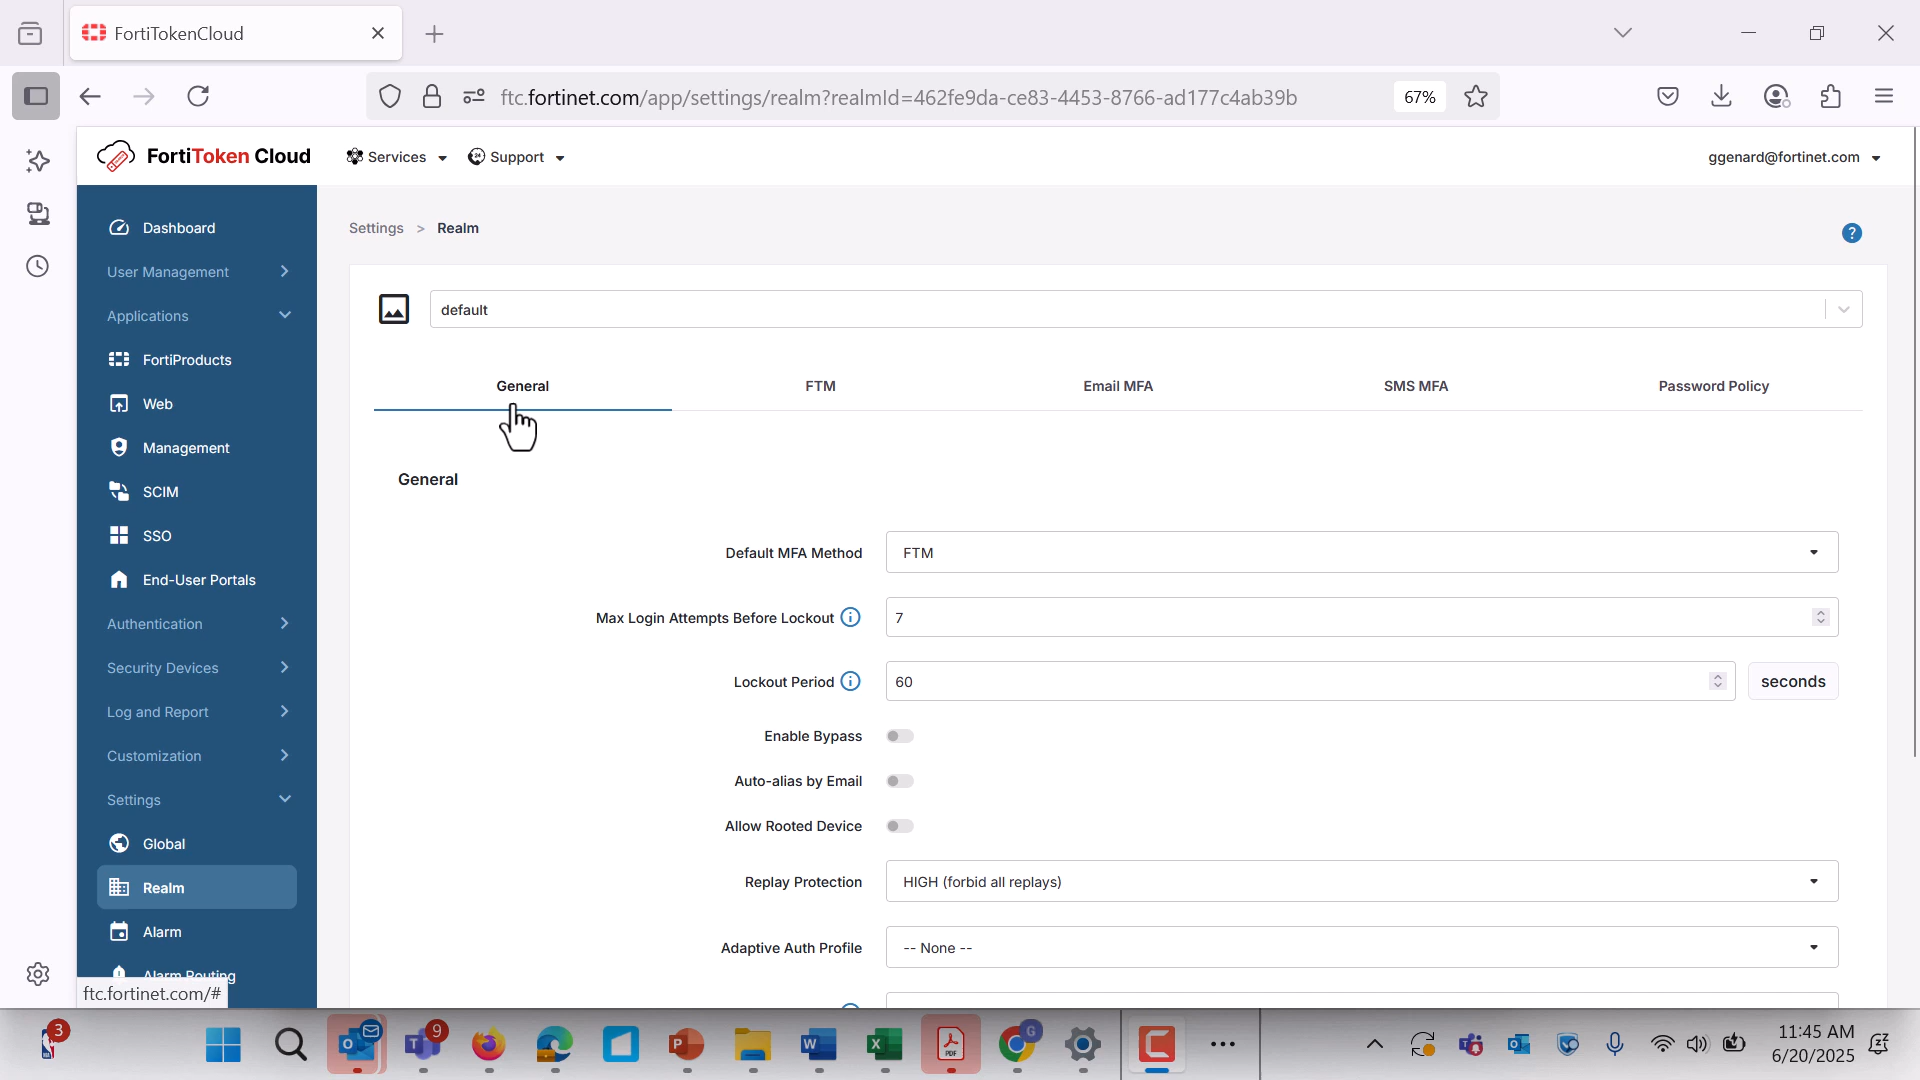 FortiTokenCloud
ftc.fortinet.com/app/settings/realm?realmId=462fe9da-ce83-4453-8766-ad177c4ab39b
67%
FortiToken Cloud
Services
Support
ggenard@fortinet.com
Dashboard
User Management
Applications
FortiProducts
Web
Management
SCIM
SSO
End-User Portals
Authentication
Security Devices
Log and Report
Customization
Settings
Global
Realm
Alarm
Alarm Routing
ftc.fortinet.com/#
Settings > Realm
?
default
General
FTM
Email MFA
SMS MFA
Password Policy
General
Default MFA Method
FTM
Max Login Attempts Before Lockout
7
Lockout Period
60
seconds
Enable Bypass
Auto-alias by Email
Allow Rooted Device
Replay Protection
HIGH (forbid all replays)
Adaptive Auth Profile
-- None --
3
9
G
PDF
11:45 AM
6/20/2025